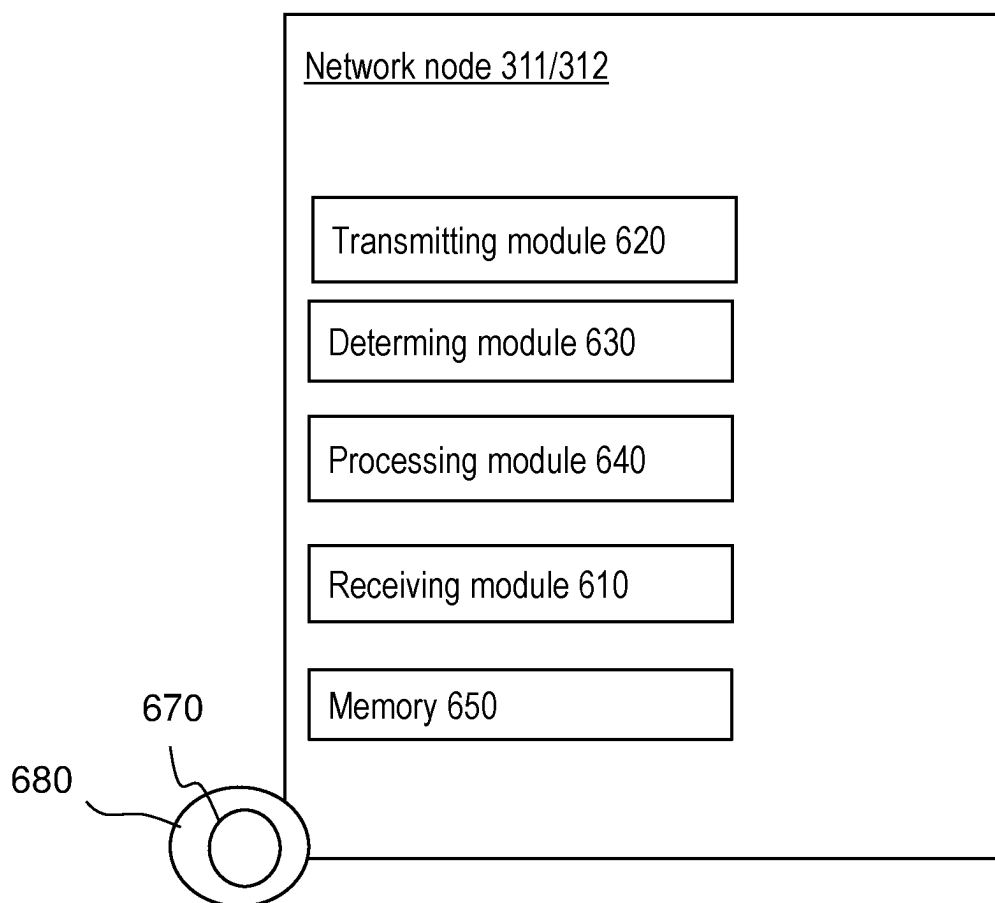 Network node 311/312
Transmitting module 620
Determing module 630
Processing module 640
Receiving module 610
Memory 650
670
680